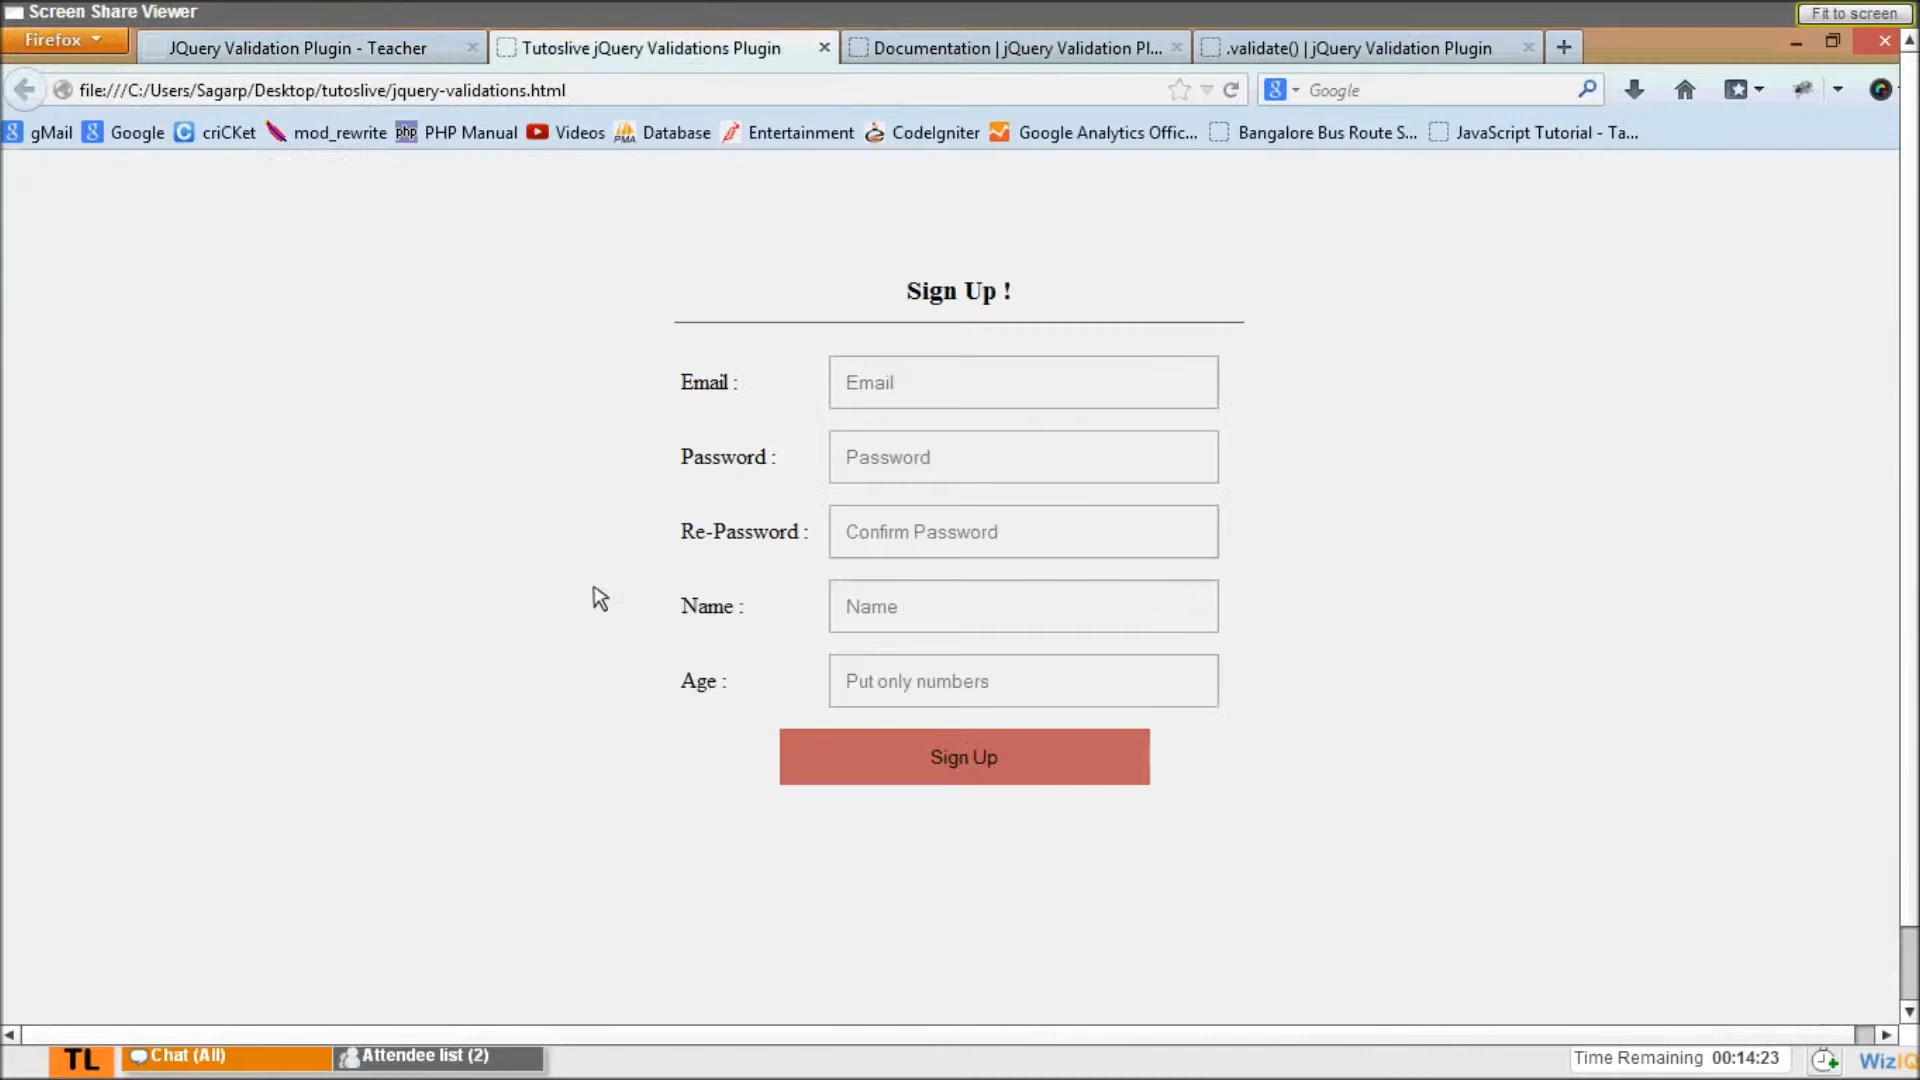 Screen Share Viewer
Fit to screen
Firefox
JQuery Validation Plugin - Teacher
Tutoslive jQuery Validations Plugin
Documentation | jQuery Validation Pl...
.validate() | jQuery Validation Plugin
file:///C:/Users/Sagarp/Desktop/tutoslive/jquery-validations.html
Google
gMail
Google
criCKet
mod_rewrite
php
PHP Manual
Videos
PMA
Database
Entertainment
CodeIgniter
Google Analytics Offic...
Bangalore Bus Route S...
JavaScript Tutorial - Ta...
Sign Up !
Email :
Email
Password :
Password
Re-Password :
Confirm Password
Name :
Name
Age :
Put only numbers
Sign Up
TL
Chat (All)
Attendee list (2)
Time Remaining 00:14:23
WizIQ